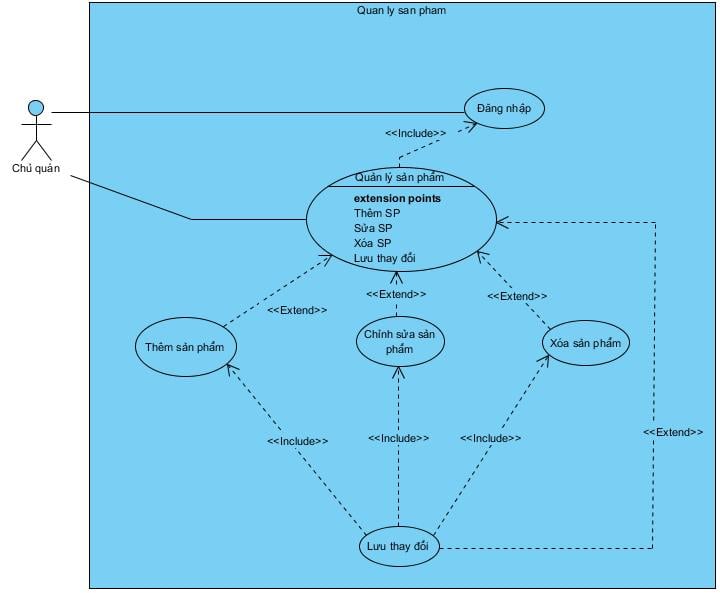 Quan ly san pham
Đăng nhập
<<Include>>
Chủ quán
Quản lý sản phẩm
extension points
Thêm SP
Sửa SP
Xóa SP
Lưu thay đổi
<<Extend>>
<<Extend>>
<<Extend>>
Thêm sản phẩm
Chỉnh sửa sản
phẩm
Xóa sản phẩm
<<Include>>
<<Include>>
<<Include>>
<<Extend>>
Lưu thay đổi